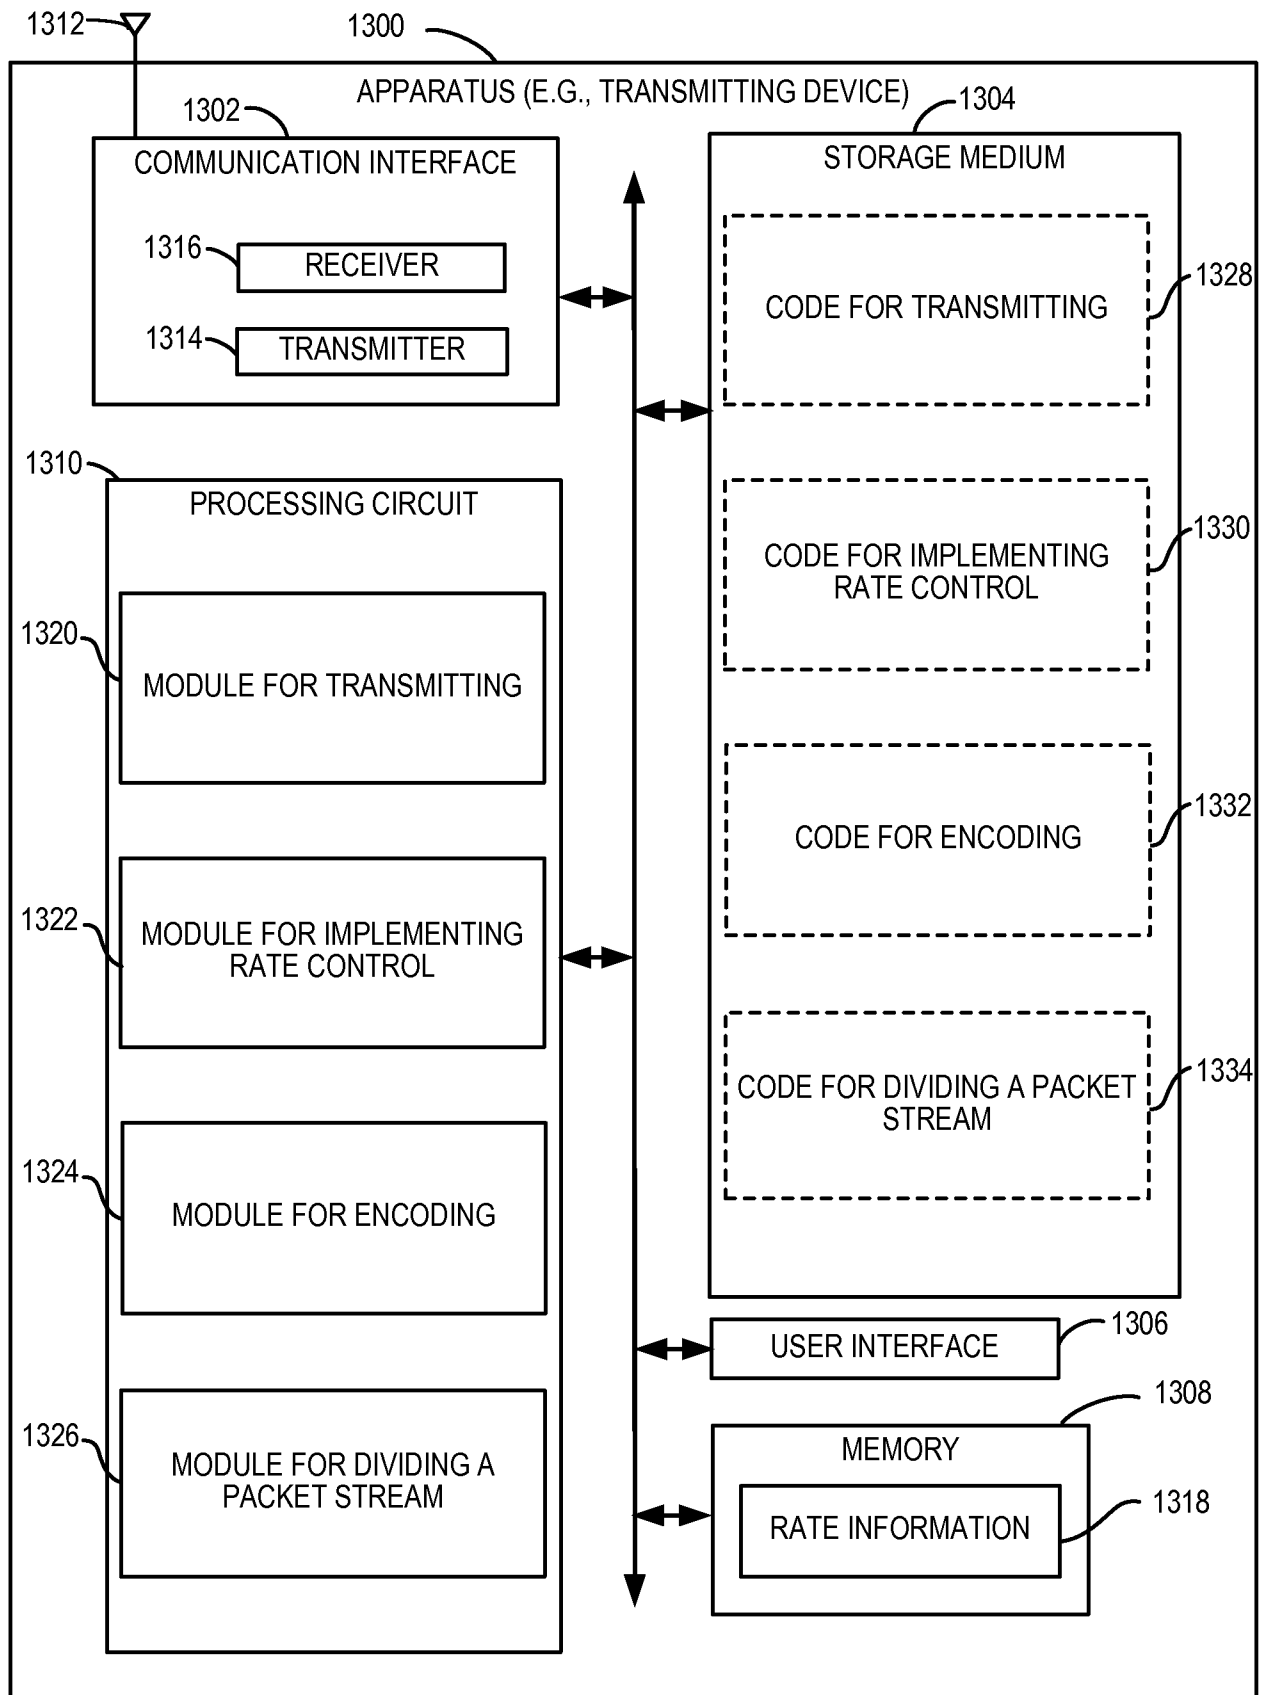 1312
1300
APPARATUS (E.G., TRANSMITTING DEVICE)
1302
COMMUNICATION INTERFACE
1316
RECEIVER
1314
TRANSMITTER
1310
PROCESSING CIRCUIT
1320
MODULE FOR TRANSMITTING
1322
MODULE FOR IMPLEMENTING
RATE CONTROL
1324
MODULE FOR ENCODING
1326
MODULE FOR DIVIDING A
PACKET STREAM
1304
STORAGE MEDIUM
1328
CODE FOR TRANSMITTING
1330
CODE FOR IMPLEMENTING
RATE CONTROL
1332
CODE FOR ENCODING
1334
CODE FOR DIVIDING A PACKET
STREAM
1306
USER INTERFACE
1308
MEMORY
1318
RATE INFORMATION